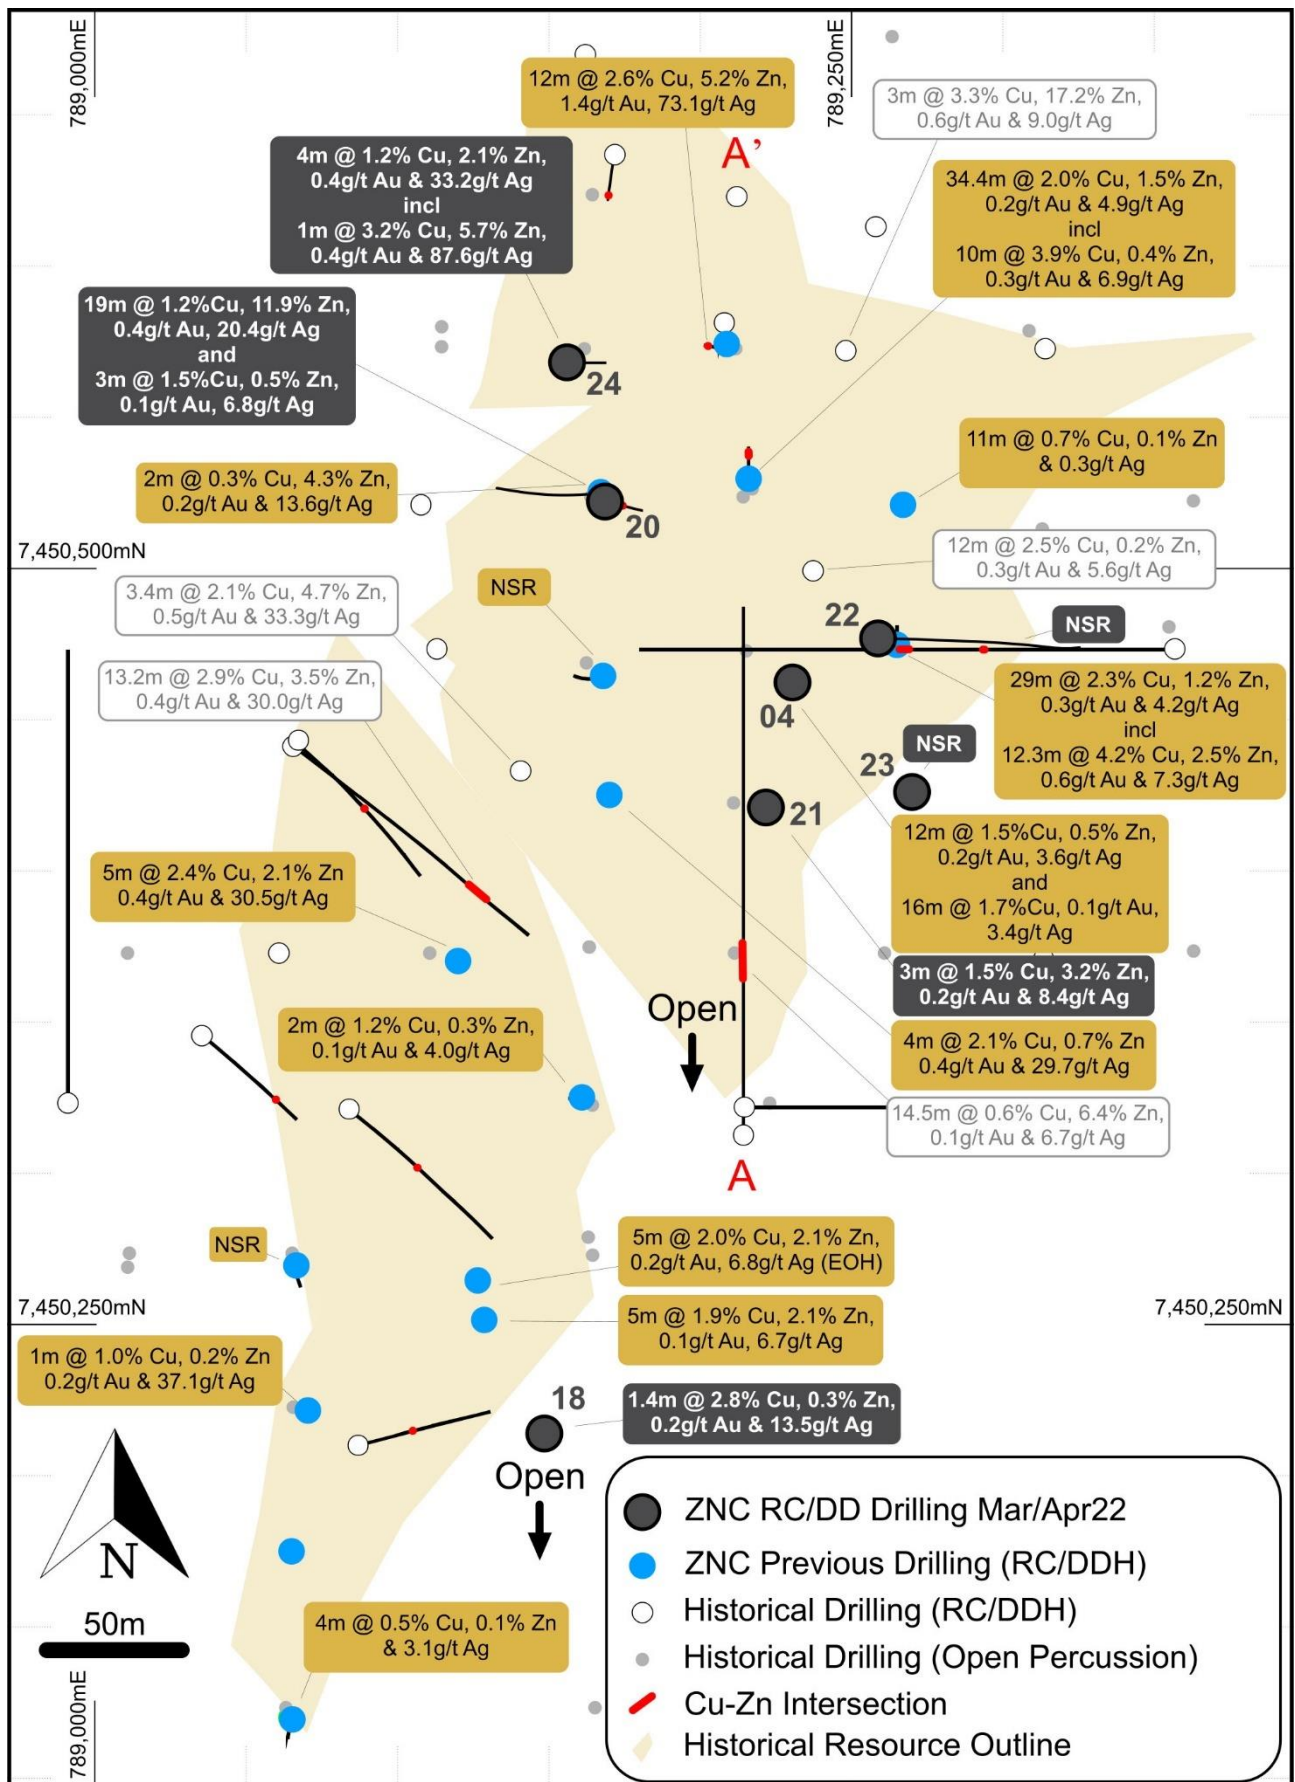 789,000mE
789,250mE
12m @ 2.6% Cu, 5.2% Zn,
1.4g/t Au, 73.1g/t Ag
3m @ 3.3% Cu, 17.2% Zn,
0.6g/t Au & 9.0g/t Ag
A'
4m @ 1.2% Cu, 2.1% Zn,
0.4g/t Au & 33.2g/t Ag
incl
1m @ 3.2% Cu, 5.7% Zn,
0.4g/t Au & 87.6g/t Ag
34.4m @ 2.0% Cu, 1.5% Zn,
0.2g/t Au & 4.9g/t Ag
incl
10m @ 3.9% Cu, 0.4% Zn,
0.3g/t Au & 6.9g/t Ag
19m @ 1.2%Cu, 11.9% Zn,
0.4g/t Au, 20.4g/t Ag
and
3m @ 1.5%Cu, 0.5% Zn,
0.1g/t Au, 6.8g/t Ag
24
11m @ 0.7% Cu, 0.1% Zn
& 0.3g/t Ag
2m @ 0.3% Cu, 4.3% Zn,
0.2g/t Au & 13.6g/t Ag
20
7,450,500mN
12m @ 2.5% Cu, 0.2% Zn,
0.3g/t Au & 5.6g/t Ag
3.4m @ 2.1% Cu, 4.7% Zn,
0.5g/t Au & 33.3g/t Ag
NSR
22
NSR
13.2m @ 2.9% Cu, 3.5% Zn,
0.4g/t Au & 30.0g/t Ag
29m @ 2.3% Cu, 1.2% Zn,
0.3g/t Au & 4.2g/t Ag
incl
12.3m @ 4.2% Cu, 2.5% Zn,
0.6g/t Au & 7.3g/t Ag
04
NSR
23
21
12m @ 1.5%Cu, 0.5% Zn,
0.2g/t Au, 3.6g/t Ag
and
16m @ 1.7%Cu, 0.1g/t Au,
3.4g/t Ag
5m @ 2.4% Cu, 2.1% Zn
0.4g/t Au & 30.5g/t Ag
3m @ 1.5% Cu, 3.2% Zn,
0.2g/t Au & 8.4g/t Ag
Open
2m @ 1.2% Cu, 0.3% Zn,
0.1g/t Au & 4.0g/t Ag
4m @ 2.1% Cu, 0.7% Zn
0.4g/t Au & 29.7g/t Ag
14.5m @ 0.6% Cu, 6.4% Zn,
0.1g/t Au & 6.7g/t Ag
A
NSR
5m @ 2.0% Cu, 2.1% Zn,
0.2g/t Au, 6.8g/t Ag (EOH)
7,450,250mN
7,450,250mN
5m @ 1.9% Cu, 2.1% Zn,
0.1g/t Au, 6.7g/t Ag
1m @ 1.0% Cu, 0.2% Zn
0.2g/t Au & 37.1g/t Ag
18
1.4m @ 2.8% Cu, 0.3% Zn,
0.2g/t Au & 13.5g/t Ag
Open
N
50m
4m @ 0.5% Cu, 0.1% Zn
& 3.1g/t Ag
789,000mE
ZNC RC/DD Drilling Mar/Apr22
ZNC Previous Drilling (RC/DDH)
Historical Drilling (RC/DDH)
Historical Drilling (Open Percussion)
Cu-Zn Intersection
Historical Resource Outline